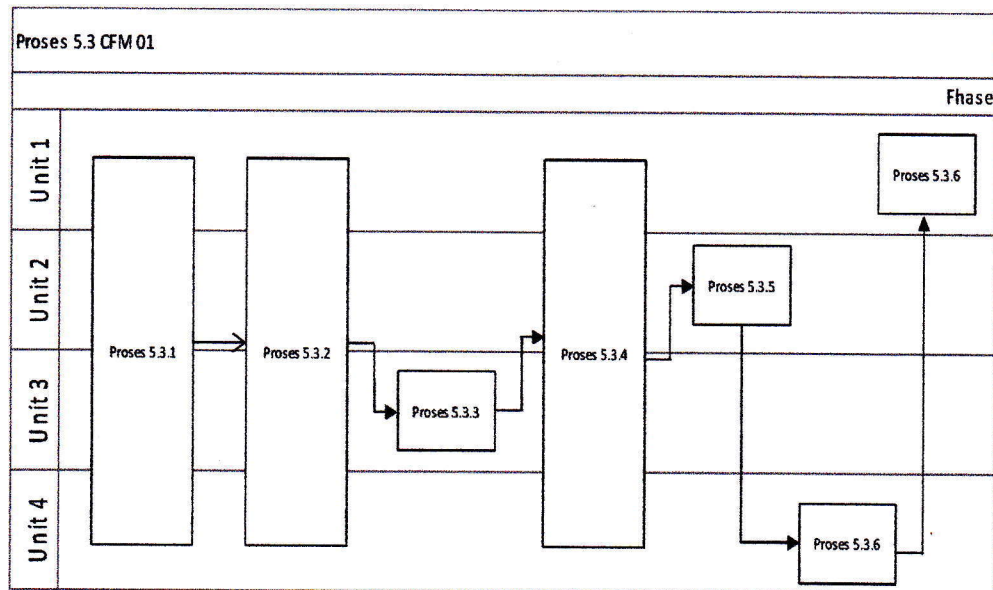 Proses 5.3 CFM 01
Fhase
Unit 1
Proses 5.3.6
Unit 2
Proses 5.3.5
Proses 5.3.1
Proses 5.3.2
Proses 5.3.4
Unit 3
Proses 5.3.3
Unit 4
Proses 5.3.6